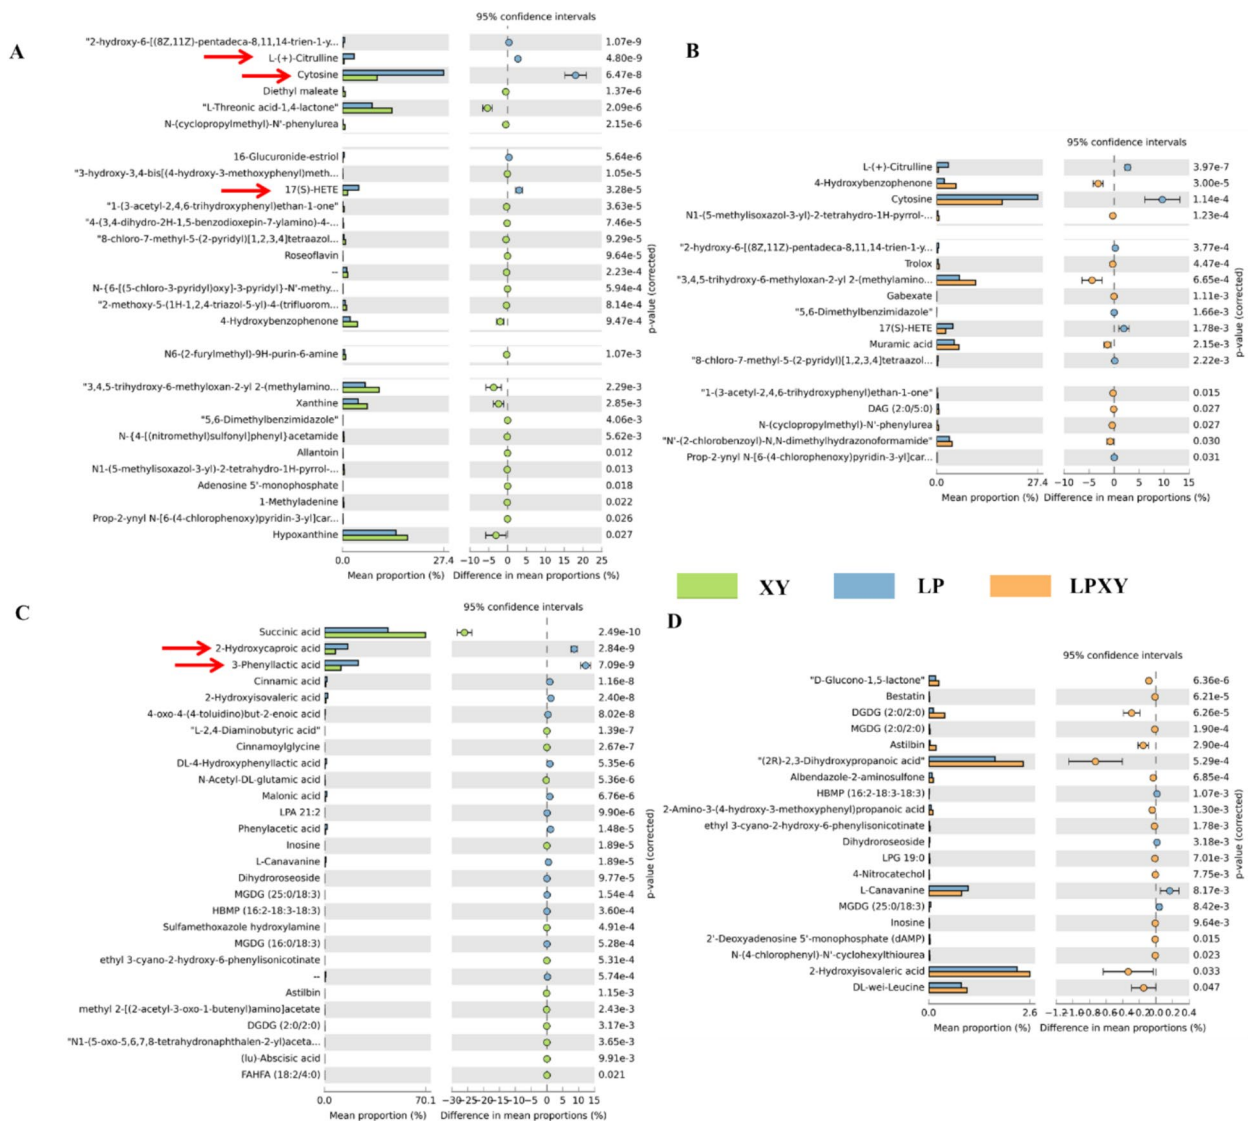 A
95% confidence intervals
"2-hydroxy-6-[(8Z,11Z)-pentadeca-8,11,14-trien-1-y... 1.07e-9
L-(+)-Citrulline 4.80e-9
Cytosine 6.47e-8
Diethyl maleate 1.37e-6
"L-Threonic acid-1,4-lactone" 2.09e-6
N-(cyclopropylmethyl)-N'-phenylurea 2.15e-6
16-Glucuronide-estriol 5.64e-6
"3-hydroxy-3,4-bis[(4-hydroxy-3-methoxyphenyl)meth... 1.05e-5
17(S)-HETE 3.28e-5
"1-(3-acetyl-2,4,6-trihydroxyphenyl)ethan-1-one" 3.63e-5
"4-(3,4-dihydro-2H-1,5-benzodioxepin-7-ylamino)-4-... 7.46e-5
"8-chloro-7-methyl-5-(2-pyridyl)[1,2,3,4]tetraazol... 9.29e-5
Roseoflavin 9.64e-5
-- 2.23e-4
N-{6-[(5-chloro-3-pyridyl)oxy]-3-pyridyl}-N'-methy... 5.94e-4
"2-methoxy-5-(1H-1,2,4-triazol-5-yl)-4-(trifluorom... 8.14e-4
4-Hydroxybenzophenone 9.47e-4
N6-(2-furylmethyl)-9H-purin-6-amine 1.07e-3
"3,4,5-trihydroxy-6-methyloxan-2-yl 2-(methylamino... 2.29e-3
Xanthine 2.85e-3
"5,6-Dimethylbenzimidazole" 4.06e-3
N-{4-[(nitromethyl)sulfonyl]phenyl}acetamide 5.62e-3
Allantoin 0.012
N1-(5-methylisoxazol-3-yl)-2-tetrahydro-1H-pyrrol-... 0.013
Adenosine 5'-monophosphate 0.018
1-Methyladenine 0.022
Prop-2-ynyl N-[6-(4-chlorophenoxy)pyridin-3-yl]car... 0.026
Hypoxanthine 0.027
p-value (corrected)
0.0 27.4 −10 −5 0 5 10 15 20 25
Mean proportion (%) Difference in mean proportions (%)
B
95% confidence intervals
L-(+)-Citrulline 3.97e-7
4-Hydroxybenzophenone 3.00e-5
Cytosine 1.14e-4
N1-(5-methylisoxazol-3-yl)-2-tetrahydro-1H-pyrrol-... 1.23e-4
"2-hydroxy-6-[(8Z,11Z)-pentadeca-8,11,14-trien-1-y... 3.77e-4
Trolox 4.47e-4
"3,4,5-trihydroxy-6-methyloxan-2-yl 2-(methylamino... 6.65e-4
Gabexate 1.11e-3
"5,6-Dimethylbenzimidazole" 1.66e-3
17(S)-HETE 1.78e-3
Muramic acid 2.15e-3
"8-chloro-7-methyl-5-(2-pyridyl)[1,2,3,4]tetraazol... 2.22e-3
"1-(3-acetyl-2,4,6-trihydroxyphenyl)ethan-1-one" 0.015
DAG (2:0/5:0) 0.027
N-(cyclopropylmethyl)-N'-phenylurea 0.027
"N'-(2-chlorobenzoyl)-N,N-dimethylhydrazonoformamide" 0.030
Prop-2-ynyl N-[6-(4-chlorophenoxy)pyridin-3-yl]car... 0.031
p-value (corrected)
0.0 27.4 −10 −5 0 5 10 15
Mean proportion (%) Difference in mean proportions (%)
XY LP LPXY
C
95% confidence intervals
Succinic acid 2.49e-10
2-Hydroxycaproic acid 2.84e-9
3-Phenyllactic acid 7.09e-9
Cinnamic acid 1.16e-8
2-Hydroxyisovaleric acid 2.40e-8
4-oxo-4-(4-toluidino)but-2-enoic acid 8.02e-8
"L-2,4-Diaminobutyric acid" 1.39e-7
Cinnamoylglycine 2.67e-7
DL-4-Hydroxyphenyllactic acid 5.35e-6
N-Acetyl-DL-glutamic acid 5.36e-6
Malonic acid 6.76e-6
LPA 21:2 9.90e-6
Phenylacetic acid 1.48e-5
Inosine 1.89e-5
L-Canavanine 1.89e-5
Dihydroroseoside 9.77e-5
MGDG (25:0/18:3) 1.54e-4
HBMP (16:2-18:3-18:3) 3.60e-4
Sulfamethoxazole hydroxylamine 4.91e-4
MGDG (16:0/18:3) 5.28e-4
ethyl 3-cyano-2-hydroxy-6-phenylisonicotinate 5.31e-4
-- 5.74e-4
Astilbin 1.15e-3
methyl 2-[(2-acetyl-3-oxo-1-butenyl)amino]acetate 2.43e-3
DGDG (2:0/2:0) 3.17e-3
"N1-(5-oxo-5,6,7,8-tetrahydronaphthalen-2-yl)aceta... 3.65e-3
(lu)-Abscisic acid 9.91e-3
FAHFA (18:2/4:0) 0.021
p-value (corrected)
0.0 70.1 −30−25−20−15−10−5 0 5 10 15
Mean proportion (%) Difference in mean proportions (%)
D
95% confidence intervals
"D-Glucono-1,5-lactone" 6.36e-6
Bestatin 6.21e-5
DGDG (2:0/2:0) 6.26e-5
MGDG (2:0/2:0) 1.90e-4
Astilbin 2.90e-4
"(2R)-2,3-Dihydroxypropanoic acid" 5.29e-4
Albendazole-2-aminosulfone 6.85e-4
HBMP (16:2-18:3-18:3) 1.07e-3
2-Amino-3-(4-hydroxy-3-methoxyphenyl)propanoic acid 1.30e-3
ethyl 3-cyano-2-hydroxy-6-phenylisonicotinate 1.78e-3
Dihydroroseoside 3.18e-3
LPG 19:0 7.01e-3
4-Nitrocatechol 7.75e-3
L-Canavanine 8.17e-3
MGDG (25:0/18:3) 8.42e-3
Inosine 9.64e-3
2'-Deoxyadenosine 5'-monophosphate (dAMP) 0.015
N-(4-chlorophenyl)-N'-cyclohexylthiourea 0.023
2-Hydroxyisovaleric acid 0.033
DL-wei-Leucine 0.047
p-value (corrected)
0.0 2.6 −1.2−1.0−0.8−0.6−0.4−0.2 0.0 0.2 0.4
Mean proportion (%) Difference in mean proportions (%)